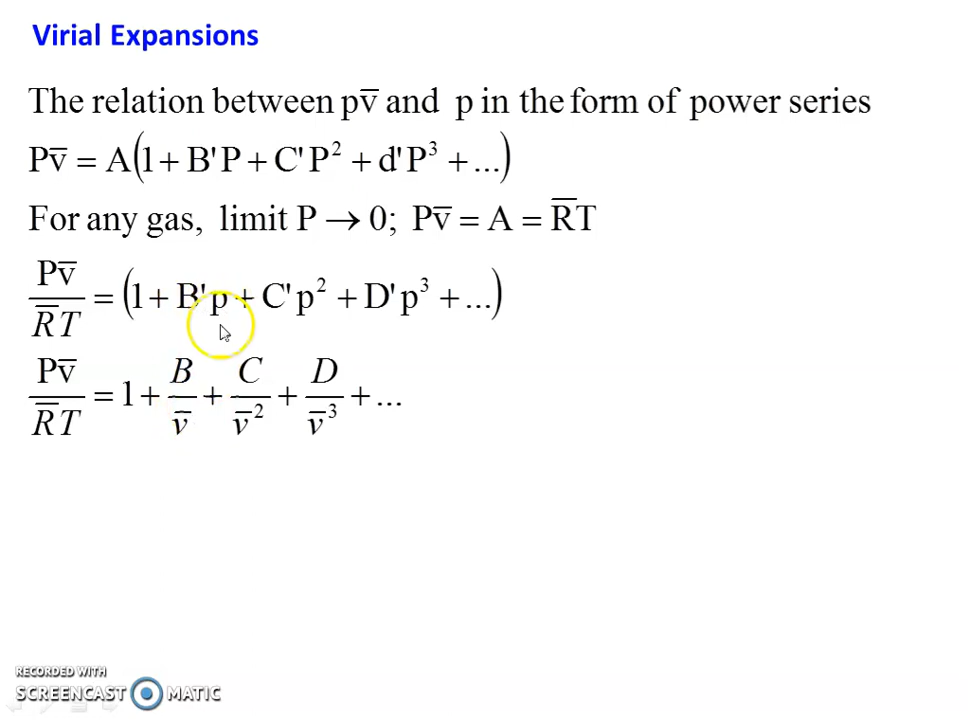 Virial Expansions
The relation between pv̅ and p in the form of power series
Pv̅ = A(1 + B'P + C'P² + d'P³ + ...)
For any gas, limit P → 0; Pv̅ = A = R̅T
Pv̅/R̅T = (1 + B'p + C'p² + D'p³ + ...)
Pv̅/R̅T = 1 + B/v̅ + C/v̅² + D/v̅³ + ...
RECORDED WITH
SCREENCAST MATIC